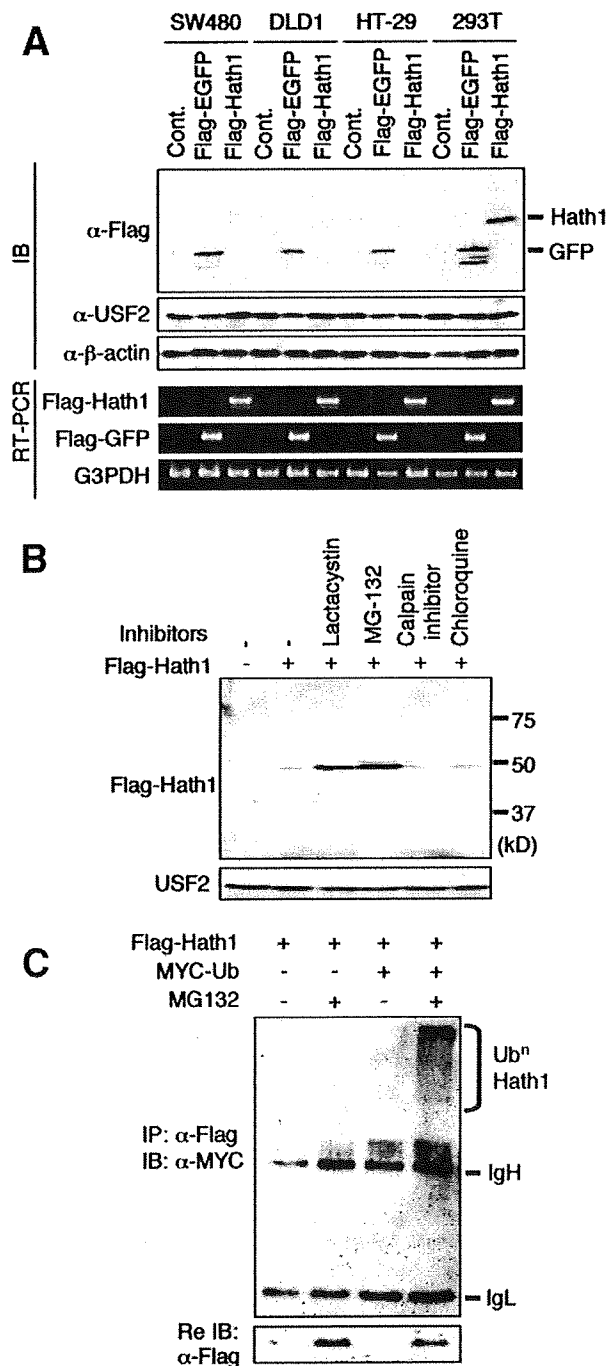 A
SW480 DLD1 HT-29 293T
Cont. Flag-EGFP Flag-Hath1 Cont. Flag-EGFP Flag-Hath1 Cont. Flag-EGFP Flag-Hath1 Cont. Flag-EGFP Flag-Hath1
IB
α-Flag
Hath1
GFP
α-USF2
α-β-actin
RT-PCR
Flag-Hath1
Flag-GFP
G3PDH
B
Inhibitors - - Lactacystin MG-132 Calpain inhibitor Chloroquine
Flag-Hath1 - + + + + +
75
50
Flag-Hath1
37
(kD)
USF2
C
Flag-Hath1 + + + +
MYC-Ub - - + +
MG132 - + - +
Ubⁿ
Hath1
IP: α-Flag
IB: α-MYC
IgH
IgL
Re IB:
α-Flag